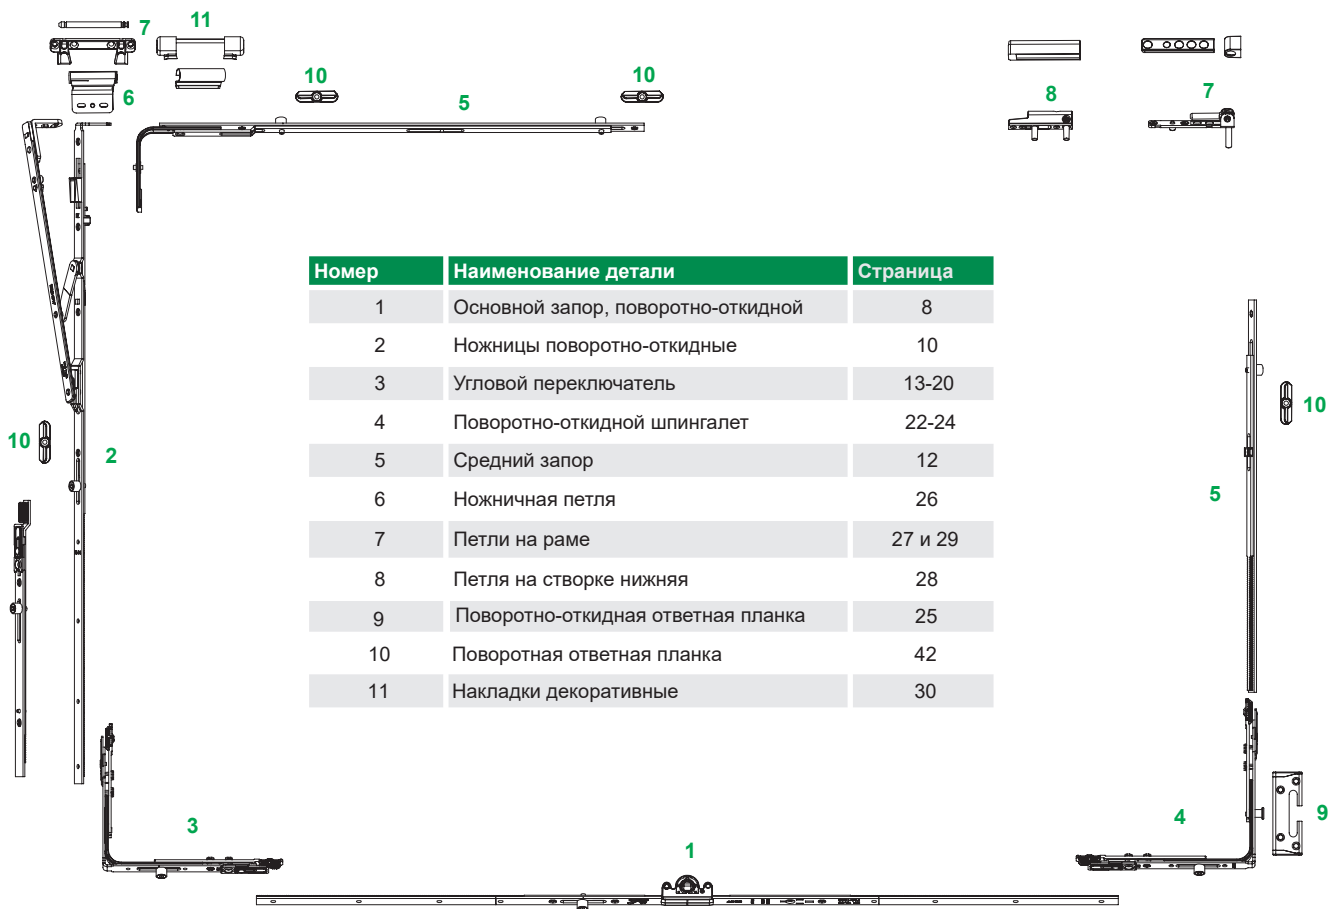 7
11
10
10
5
6
8
7
Номер Наименование детали Страница
1 Основной запор, поворотно-откидной 8
2 Ножницы поворотно-откидные 10
3 Угловой переключатель 13-20
4 Поворотно-откидной шпингалет 22-24
5 Средний запор 12
6 Ножничная петля 26
7 Петли на раме 27 и 29
8 Петля на створке нижняя 28
9 Поворотно-откидная ответная планка 25
10 Поворотная ответная планка 42
11 Накладки декоративные 30
10
2
10
5
3
4
9
1